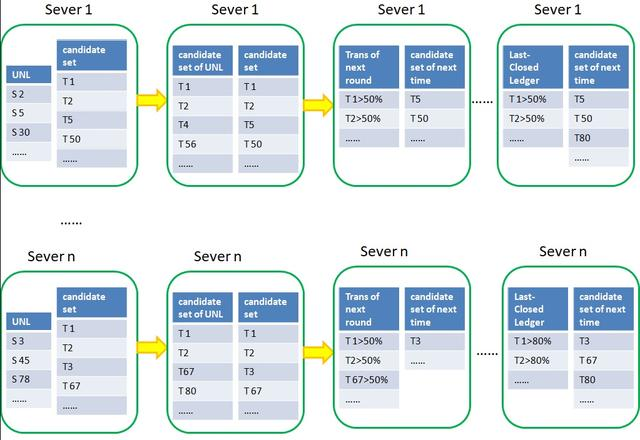 Sever 1
Sever 1
Sever 1
Sever 1
UNL
S 2
S 5
S 30
......
candidate
set
T 1
T2
T5
T 50
......
candidate
set of UNL
T 1
T2
T4
T 56
......
candidate
set
T 1
T2
T5
T 50
......
Trans of
next
round
T 1>50%
T2>50%
......
candidate
set of next
time
T5
T 50
......
......
Last-
Closed
Ledger
T 1>50%
T2>50%
......
candidate
set of next
time
T5
T 50
T80
......
......
Sever n
Sever n
Sever n
Sever n
UNL
S 3
S 45
S 78
......
candidate
set
T 1
T2
T3
T 67
......
candidate
set of UNL
T 1
T2
T67
T 80
......
candidate
set
T 1
T2
T3
T 67
......
Trans of
next
round
T 1>50%
T2>50%
T 67>50%
......
candidate
set of next
time
T3
......
......
Last-
Closed
Ledger
T 1>80%
T2>80%
......
candidate
set of next
time
T3
T 67
T80
......